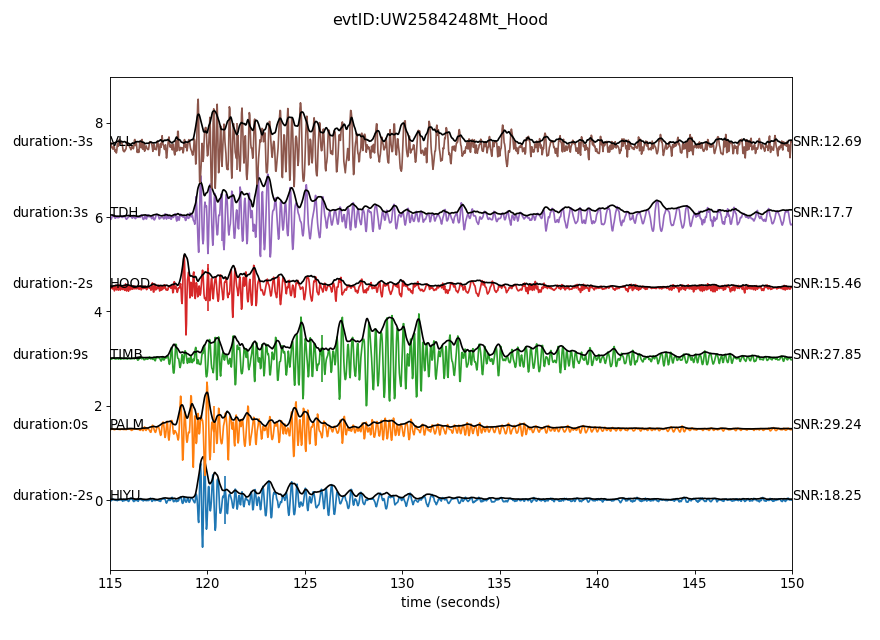 evtID:UW2584248Mt_Hood
8
duration:-3s VLL SNR:12.69
duration:3s TDH SNR:17.7
6
duration:-2s HOOD SNR:15.46
4
duration:9s TIMB SNR:27.85
2
duration:0s PALM SNR:29.24
duration:-2s HIYU SNR:18.25
0
115 120 125 130 135 140 145 150
time (seconds)